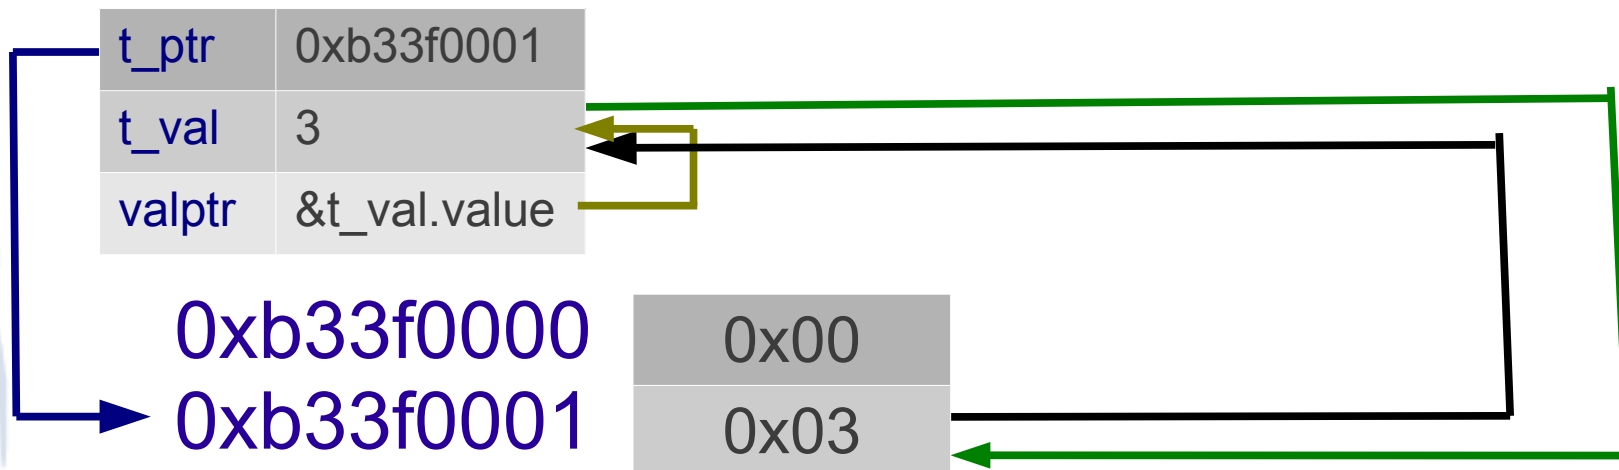 t_ptr 0xb33f0001
t_val 3
valptr &t_val.value
0xb33f0000 0x00
0xb33f0001 0x03